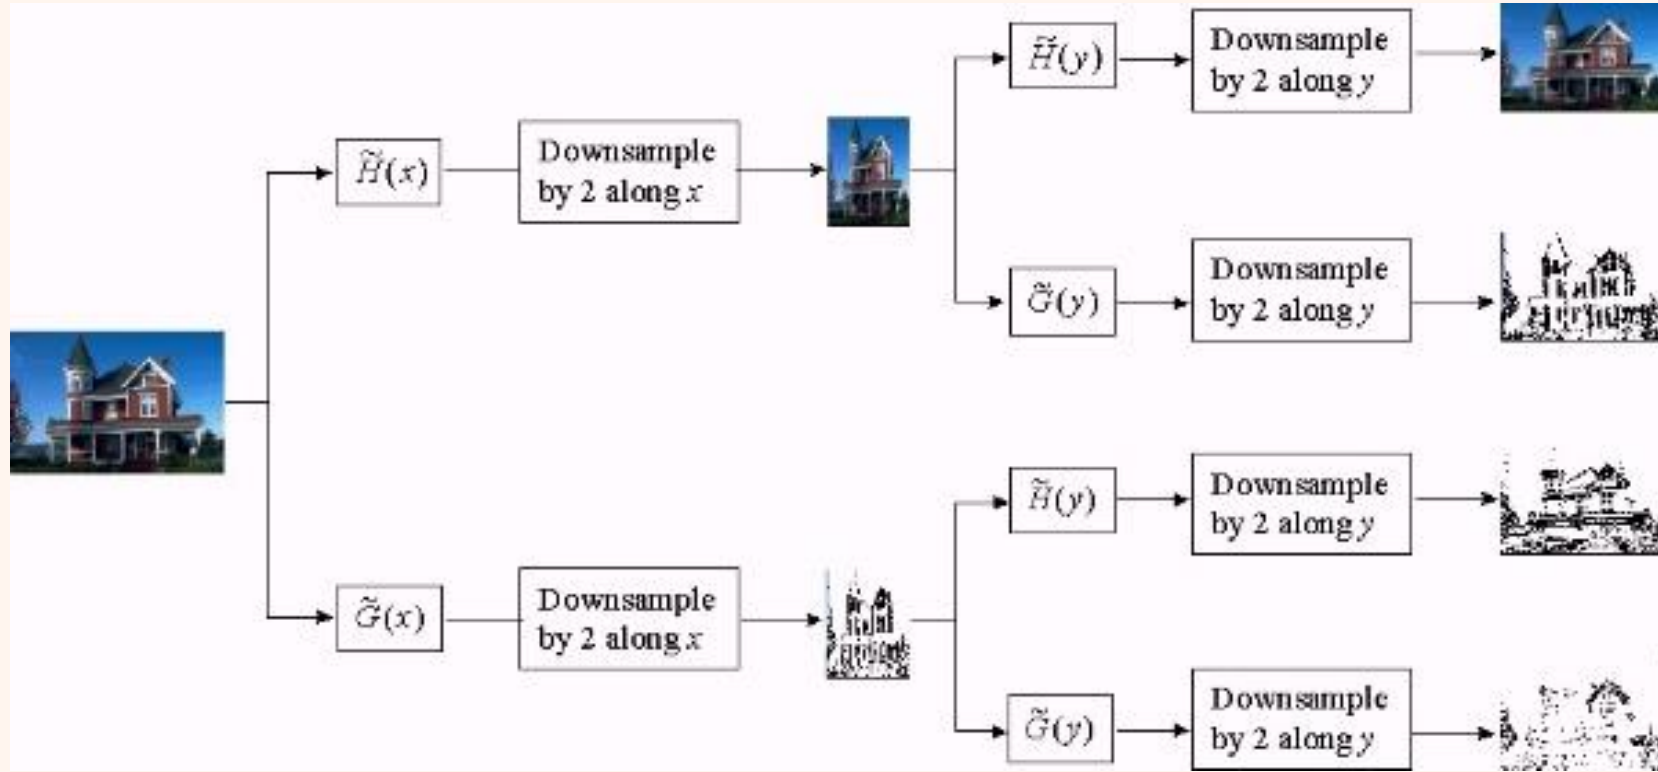 H̃(x)
Downsample
by 2 along x
H̃(y)
Downsample
by 2 along y
G̃(y)
Downsample
by 2 along y
G̃(x)
Downsample
by 2 along x
H̃(y)
Downsample
by 2 along y
G̃(y)
Downsample
by 2 along y